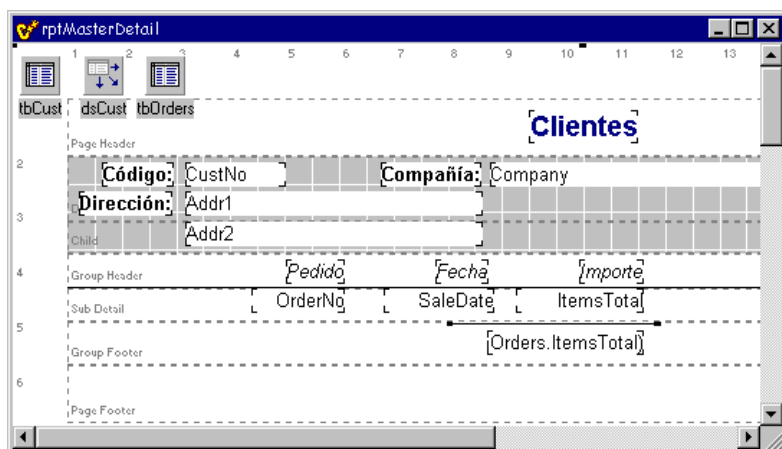 rptMasterDetail
1 2 3 4 5 6 7 8 9 10 11 12 13
tbCust dsCust tbOrders
Clientes
Page Header
2
Código: CustNo Compañía: Company
Dirección: Addr1
3
Child Addr2
4 Group Header Pedido Fecha Importe
Sub Detail OrderNo SaleDate ItemsTotal
5
Group Footer Orders.ItemsTotal)
6
Page Footer